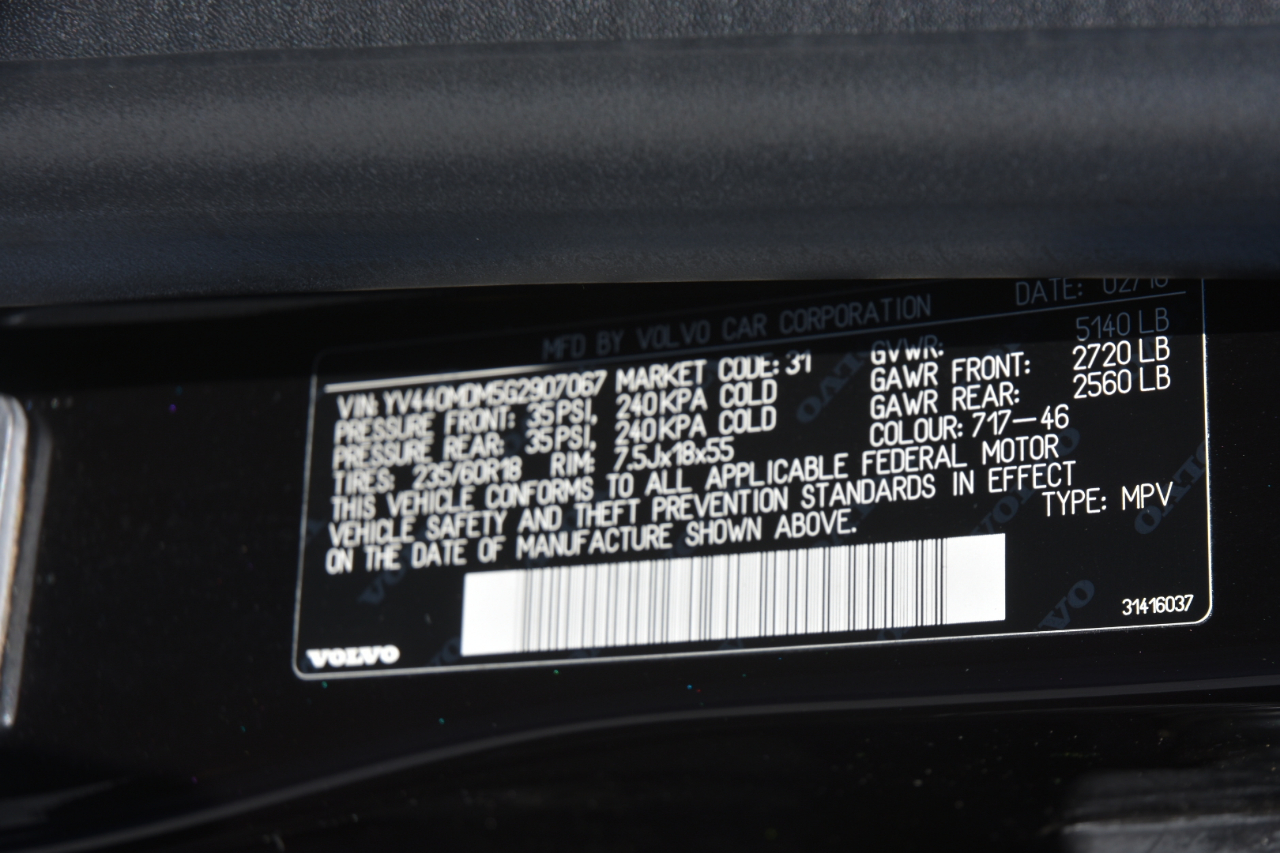 MFD BY VOLVO CAR CORPORATION DATE: 02/16
VIN: YV440MDM5G2907067 MARKET CODE: 31 GVWR: 5140 LB
PRESSURE FRONT: 35 PSI, 240 KPA COLD GAWR FRONT: 2720 LB
PRESSURE REAR: 35 PSI, 240 KPA COLD GAWR REAR: 2560 LB
TIRES: 235/60R18 RIM: 7,5Jx18x55 COLOUR: 717-46
THIS VEHICLE CONFORMS TO ALL APPLICABLE FEDERAL MOTOR
VEHICLE SAFETY AND THEFT PREVENTION STANDARDS IN EFFECT
ON THE DATE OF MANUFACTURE SHOWN ABOVE. TYPE: MPV
31416037
VOLVO